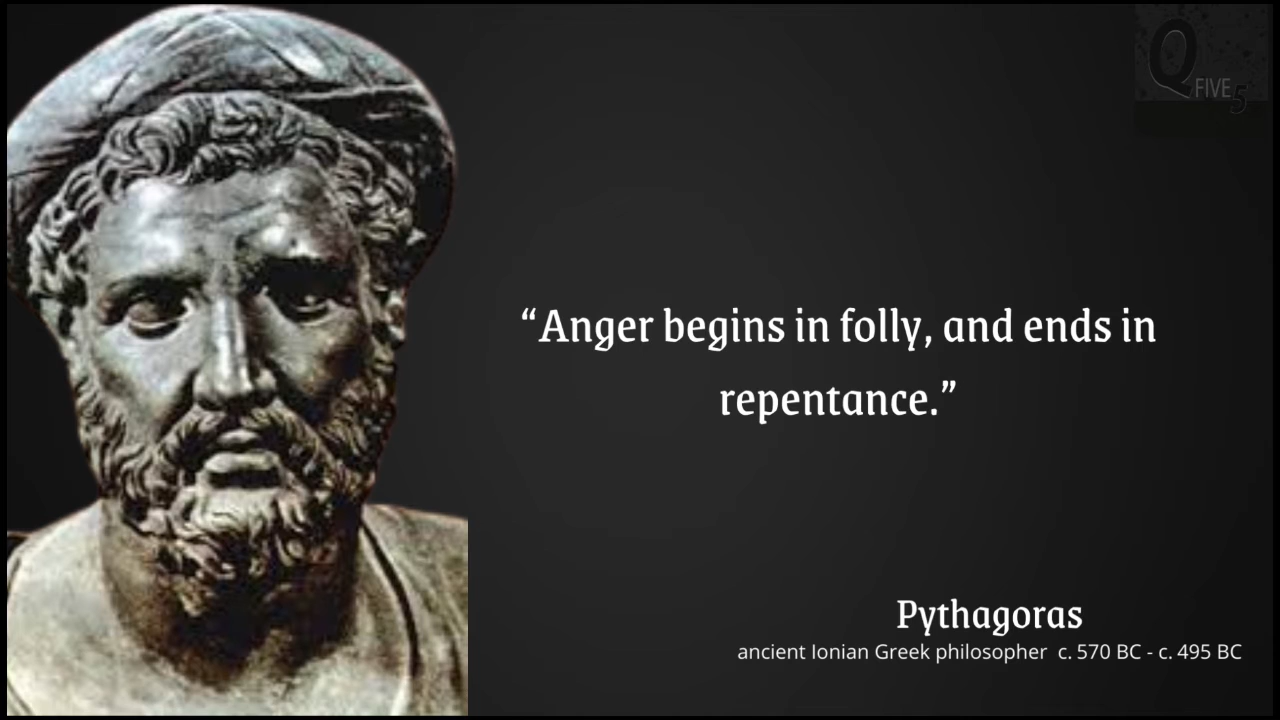 Q FIVE 5
“Anger begins in folly, and ends in
repentance.”
Pythagoras
ancient Ionian Greek philosopher c. 570 BC - c. 495 BC